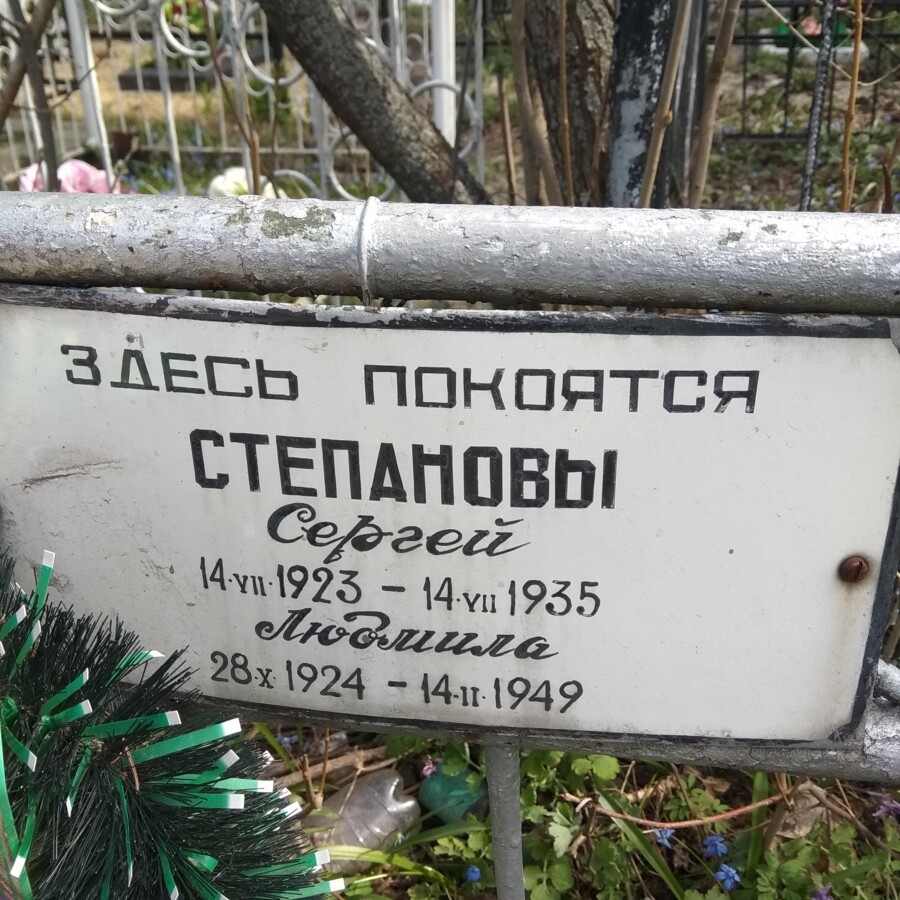 ЗДЕСЬ ПОКОЯТСЯ
СТЕПАНОВЫ
Сергей
14·VII·1923 – 14·VII 1935
Людмила
28·X·1924 – 14·II·1949